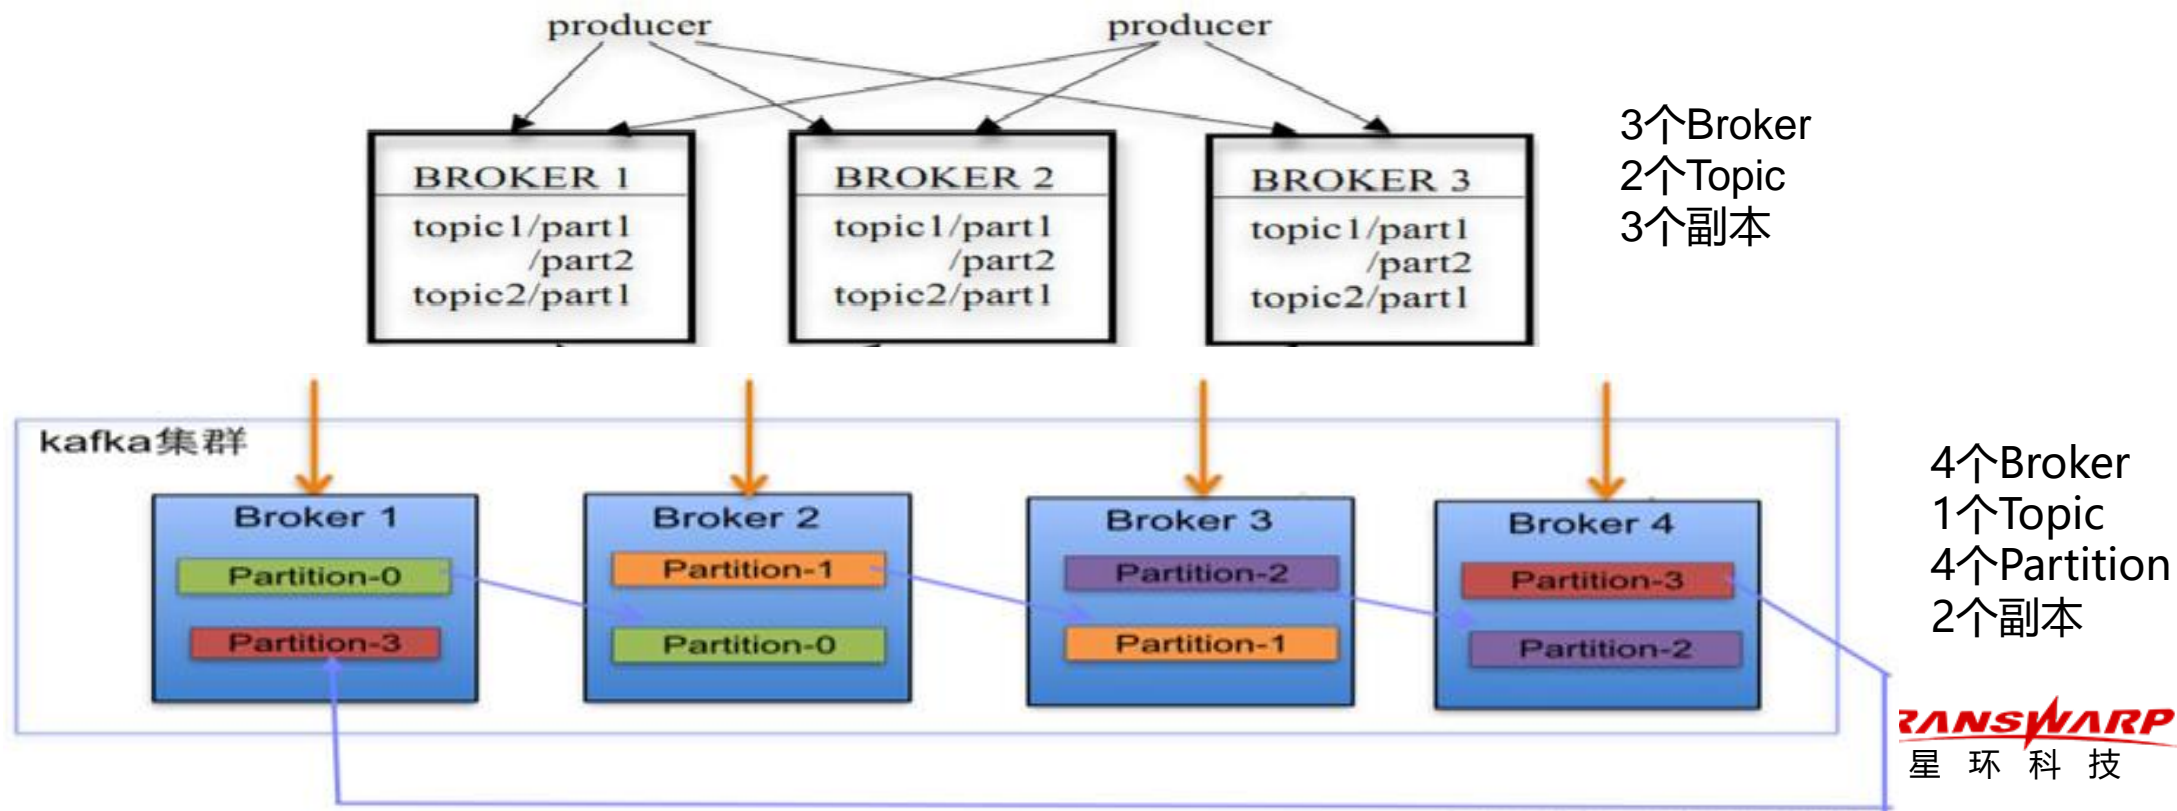 producer producer
BROKER 1 BROKER 2 BROKER 3
topic1/part1 topic1/part1 topic1/part1
/part2 /part2 /part2
topic2/part1 topic2/part1 topic2/part1
3个Broker
2个Topic
3个副本
kafka集群
Broker 1 Broker 2 Broker 3 Broker 4
Partition-0 Partition-1 Partition-2 Partition-3
Partition-3 Partition-0 Partition-1 Partition-2
4个Broker
1个Topic
4个Partition
2个副本
RANSWARP
星环科技